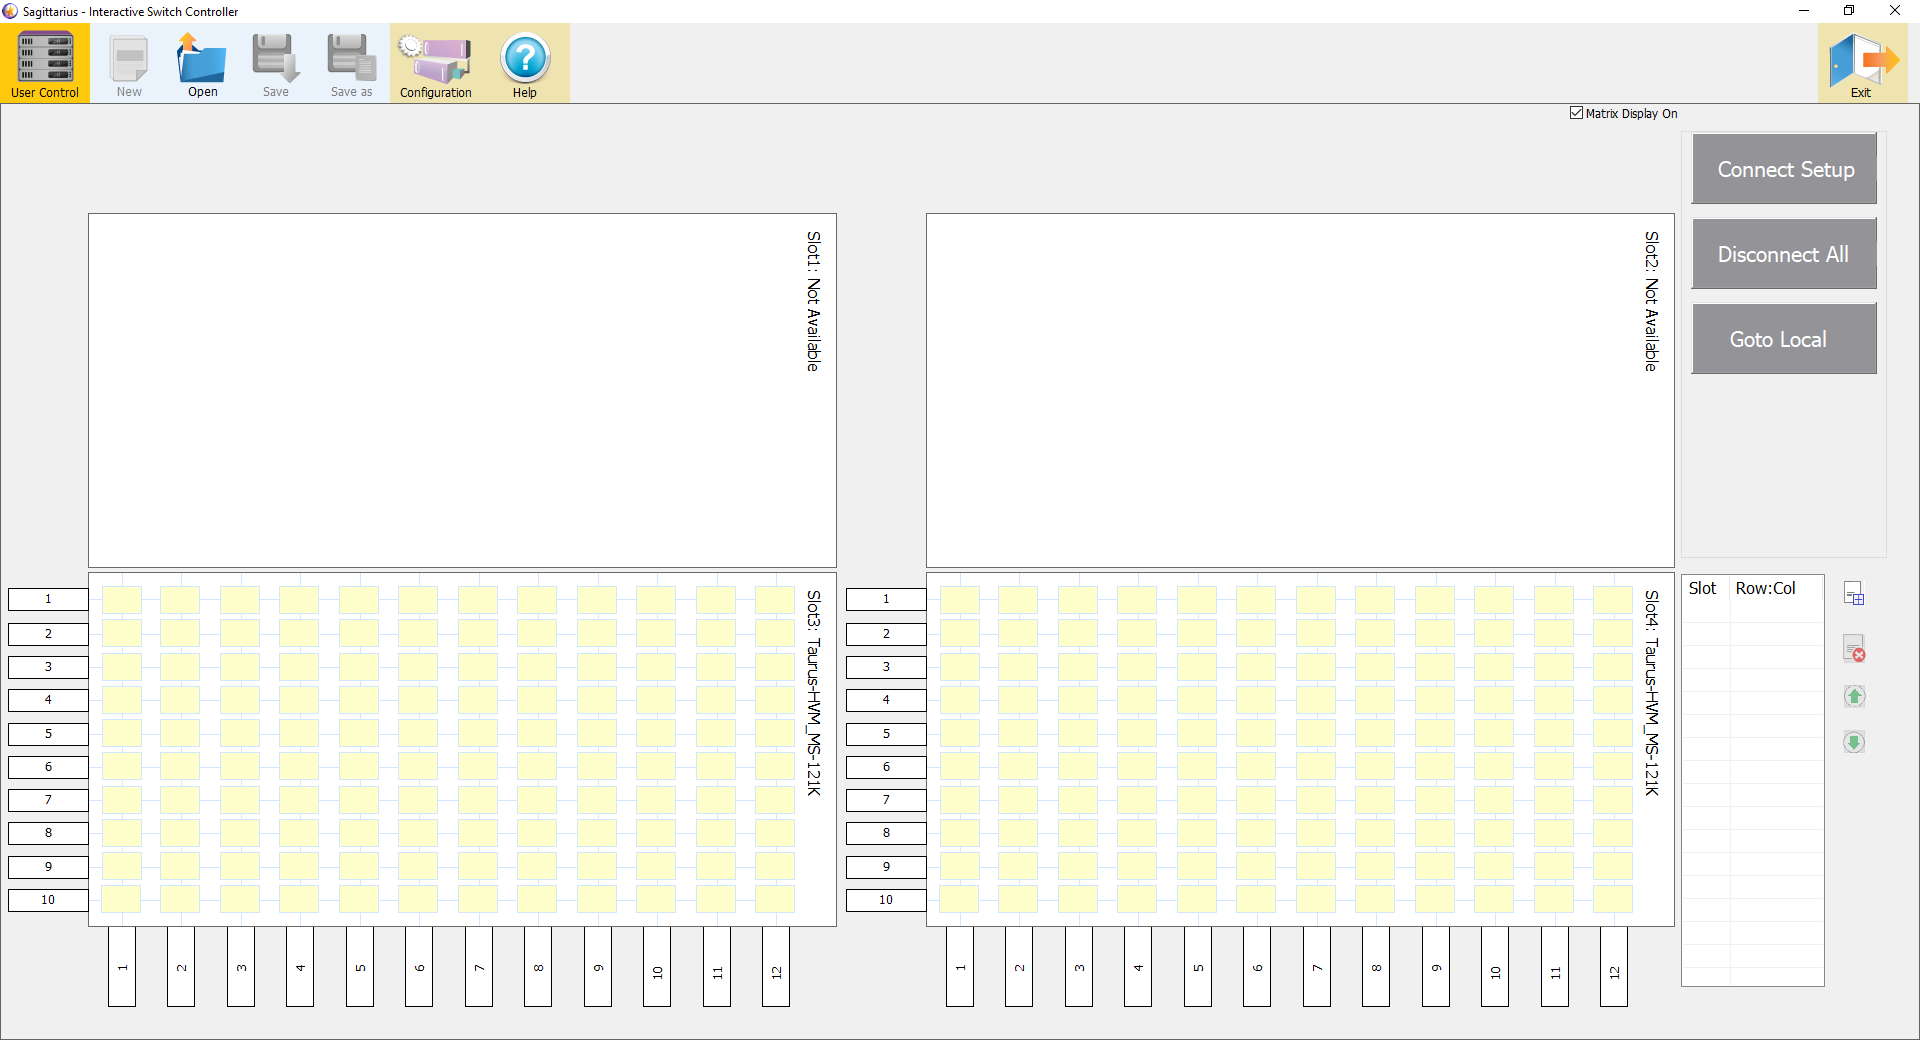 Sagittarius - Interactive Switch Controller
User Control
New
Open
Save
Save as
Configuration
Help
Exit
Matrix Display On
Connect Setup
Disconnect All
Goto Local
Slot1: Not Available
Slot2: Not Available
1
2
3
4
5
6
7
8
9
10
Slot3: Taurus-HVM_MS-121K
1
2
3
4
5
6
7
8
9
10
11
12
1
2
3
4
5
6
7
8
9
10
Slot4: Taurus-HVM_MS-121K
1
2
3
4
5
6
7
8
9
10
11
12
Slot Row:Col